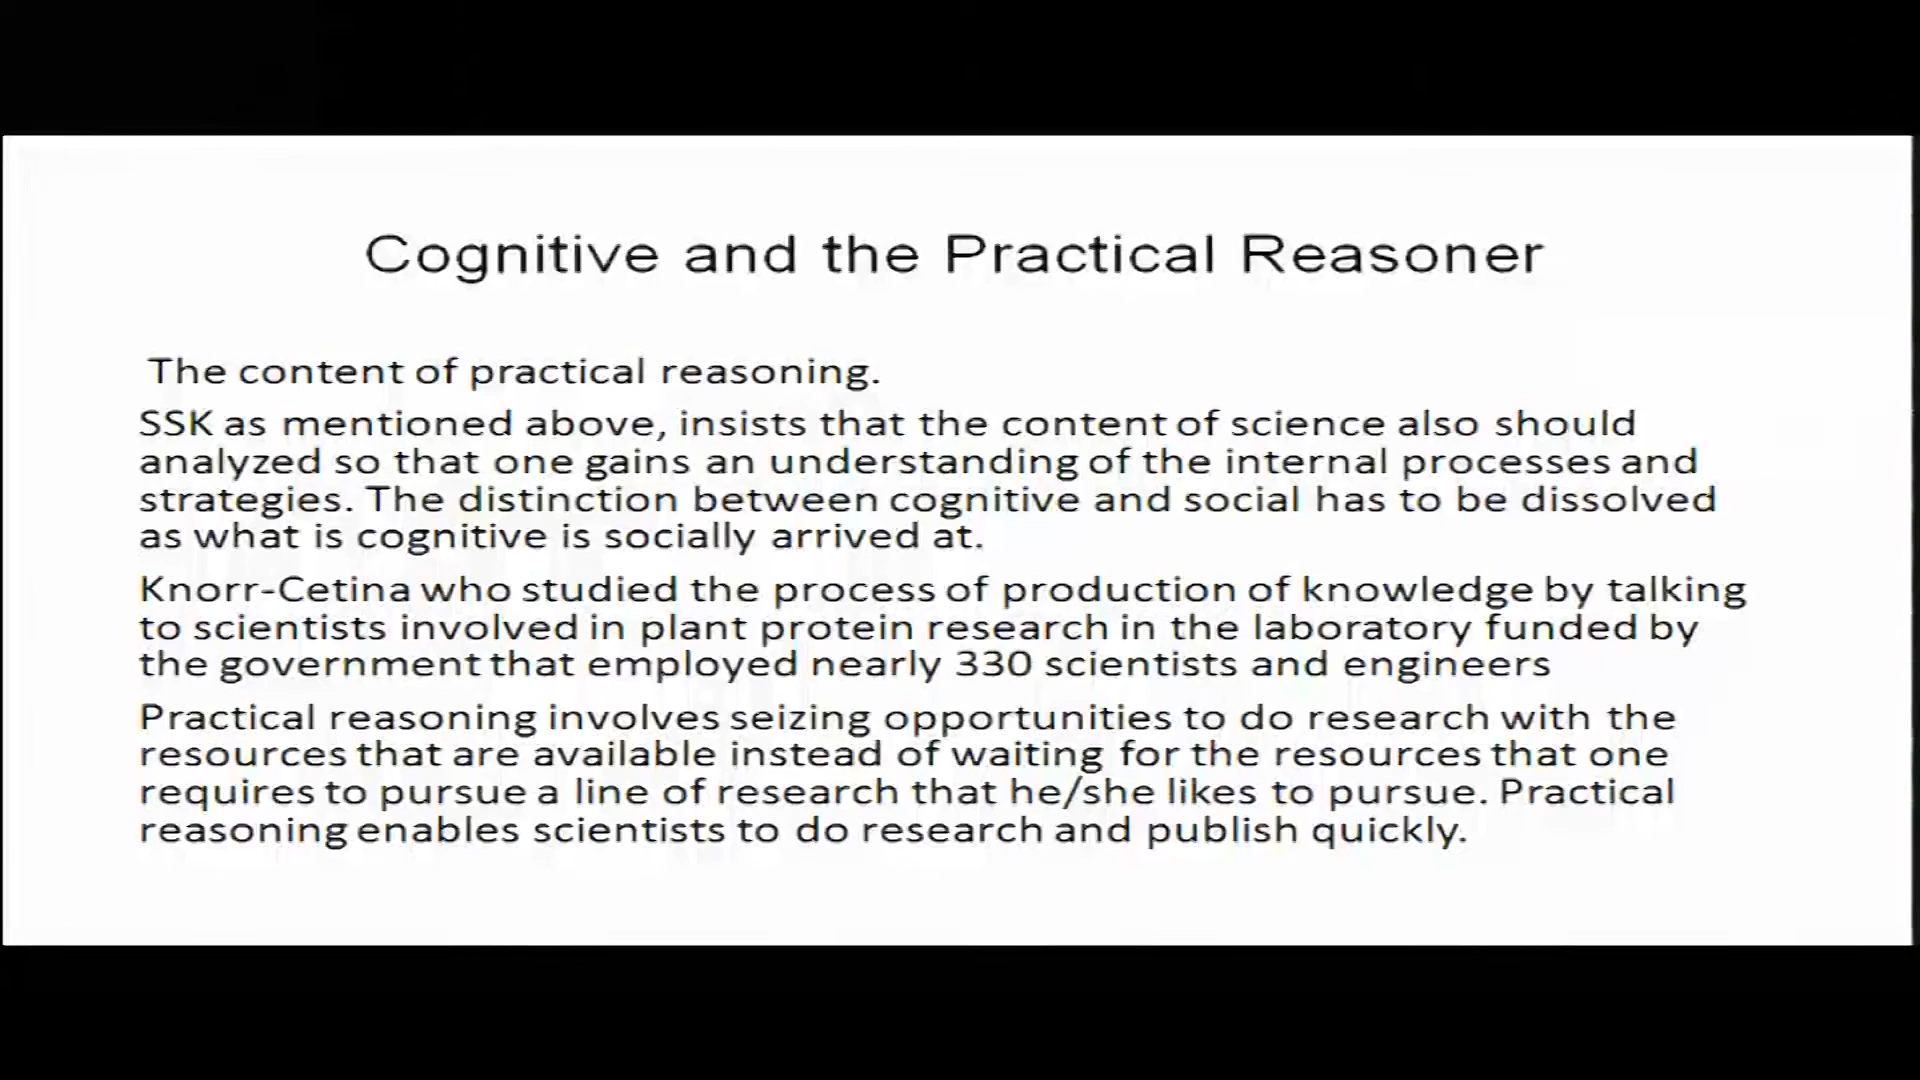 Cognitive and the Practical Reasoner
The content of practical reasoning.
SSK as mentioned above, insists that the content of science also should
analyzed so that one gains an understanding of the internal processes and
strategies. The distinction between cognitive and social has to be dissolved
as what is cognitive is socially arrived at.
Knorr-Cetina who studied the process of production of knowledge by talking
to scientists involved in plant protein research in the laboratory funded by
the government that employed nearly 330 scientists and engineers
Practical reasoning involves seizing opportunities to do research with the
resources that are available instead of waiting for the resources that one
requires to pursue a line of research that he/she likes to pursue. Practical
reasoning enables scientists to do research and publish quickly.